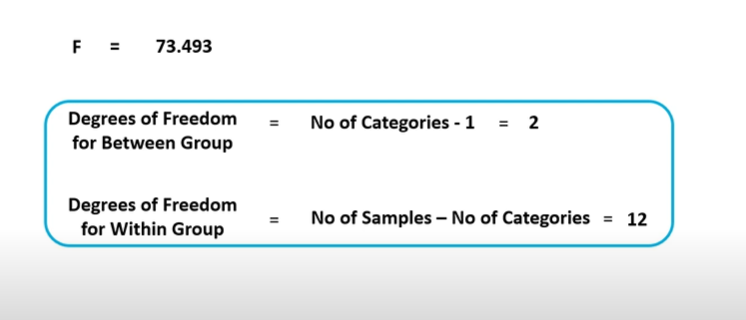 F = 73.493
Degrees of Freedom
for Between Group = No of Categories - 1 = 2
Degrees of Freedom
for Within Group = No of Samples – No of Categories = 12